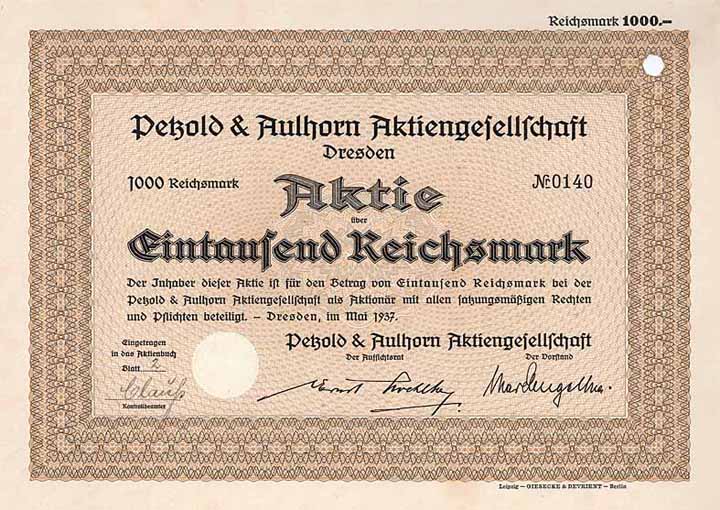 Reichsmark 1000.—
Petzold & Aulhorn Aktiengesellschaft
Dresden
1000 Reichsmark
Aktie
№ 0140
über
Eintausend Reichsmark
Der Inhaber dieser Aktie ist für den Betrag von Eintausend Reichsmark bei der
Petzold & Aulhorn Aktiengesellschaft als Aktionär mit allen satzungsmäßigen Rechten
und Pflichten beteiligt. – Dresden, im Mai 1937.
Eingetragen
in das Aktienbuch
Blatt 2
Kontrollbeamter
Petzold & Aulhorn Aktiengesellschaft
Der Aufsichtsrat
Der Vorstand
Leipzig – GIESECKE & DEVRIENT – Berlin